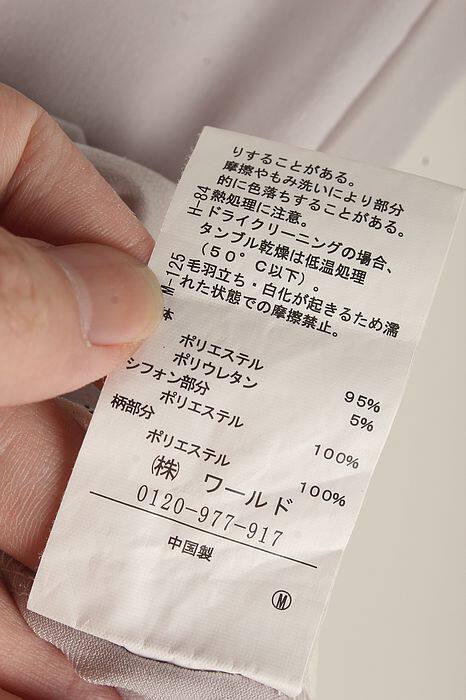 りすることがある。
摩擦やもみ洗いにより部分
的に色落ちすることがある。
H-84
熱処理に注意。
ドライクリーニングの場合、
タンブル乾燥は低温処理
（50°C以下）。
M-125
毛羽立ち・白化が起きるため濡
れた状態での摩擦禁止。
体
ポリエステル 95%
ポリウレタン 5%
シフォン部分
ポリエステル 100%
柄部分
ポリエステル 100%
㈱ ワールド
0120-977-917
中国製
Ⓜ